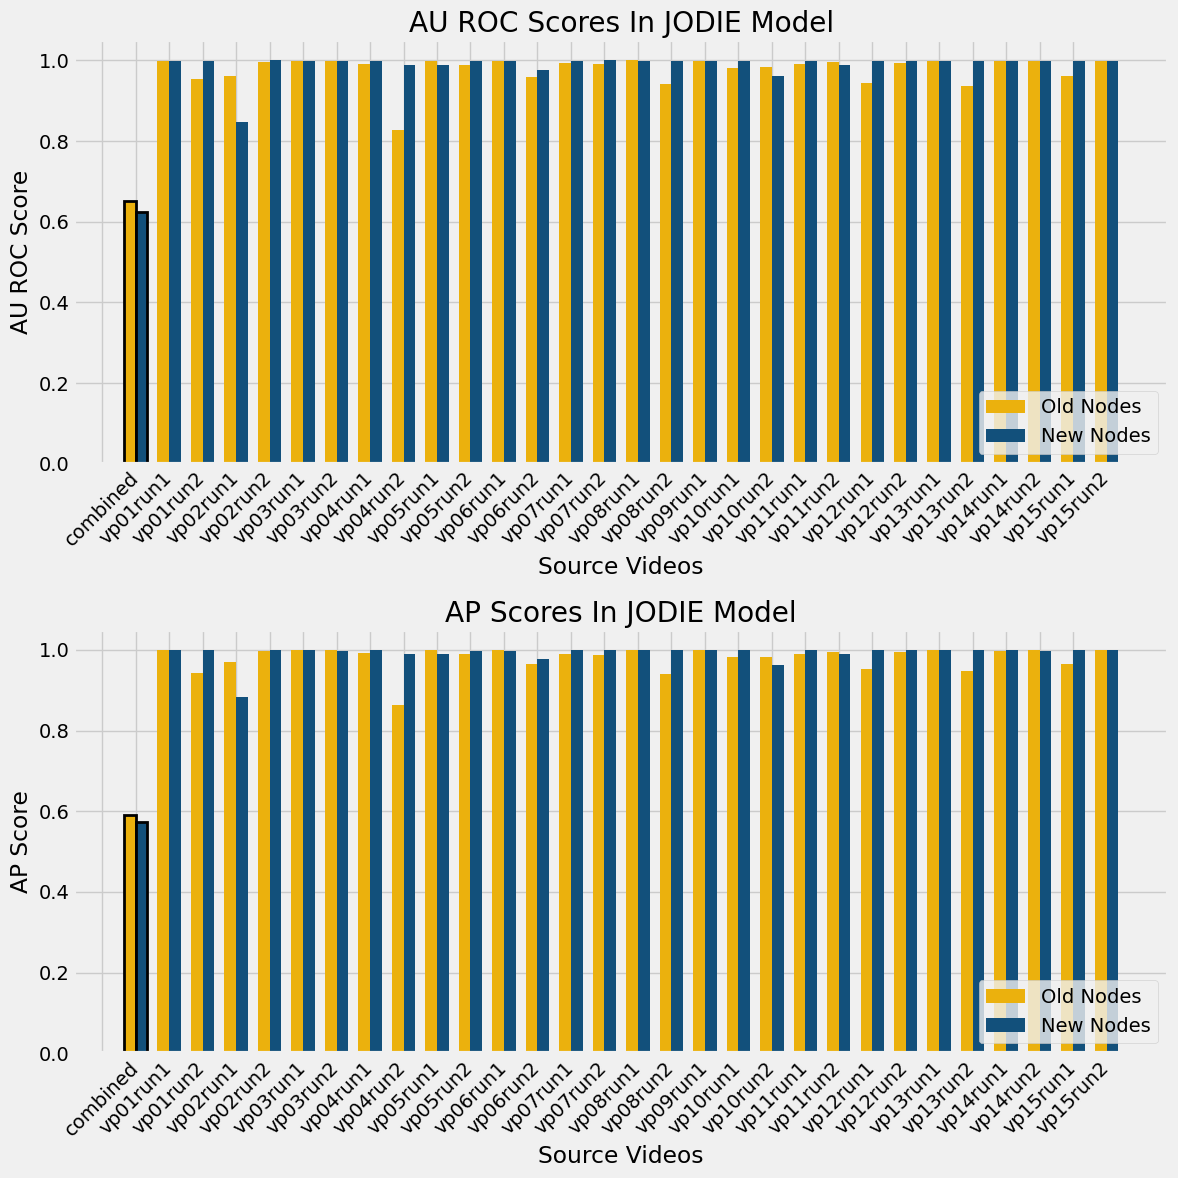 AU ROC Scores In JODIE Model
1.0
0.8
0.6
0.4
0.2
0.0
AU ROC Score
Old Nodes
New Nodes
combined
vp01run1
vp01run2
vp02run1
vp02run2
vp03run1
vp03run2
vp04run1
vp04run2
vp05run1
vp05run2
vp06run1
vp06run2
vp07run1
vp07run2
vp08run1
vp08run2
vp09run1
vp10run1
vp10run2
vp11run1
vp11run2
vp12run1
vp12run2
vp13run1
vp13run2
vp14run1
vp14run2
vp15run1
vp15run2
Source Videos
AP Scores In JODIE Model
1.0
0.8
0.6
0.4
0.2
0.0
AP Score
Old Nodes
New Nodes
combined
vp01run1
vp01run2
vp02run1
vp02run2
vp03run1
vp03run2
vp04run1
vp04run2
vp05run1
vp05run2
vp06run1
vp06run2
vp07run1
vp07run2
vp08run1
vp08run2
vp09run1
vp10run1
vp10run2
vp11run1
vp11run2
vp12run1
vp12run2
vp13run1
vp13run2
vp14run1
vp14run2
vp15run1
vp15run2
Source Videos